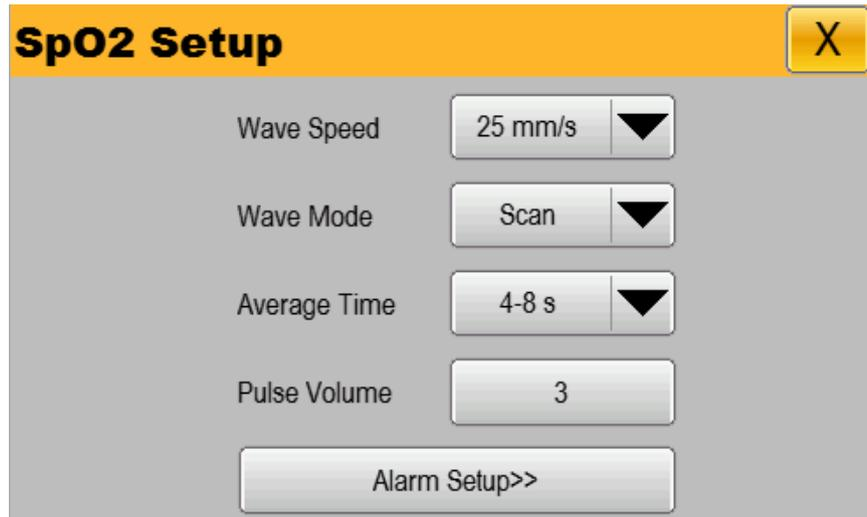 SpO2 Setup X
Wave Speed 25 mm/s
Wave Mode Scan
Average Time 4-8 s
Pulse Volume 3
Alarm Setup>>